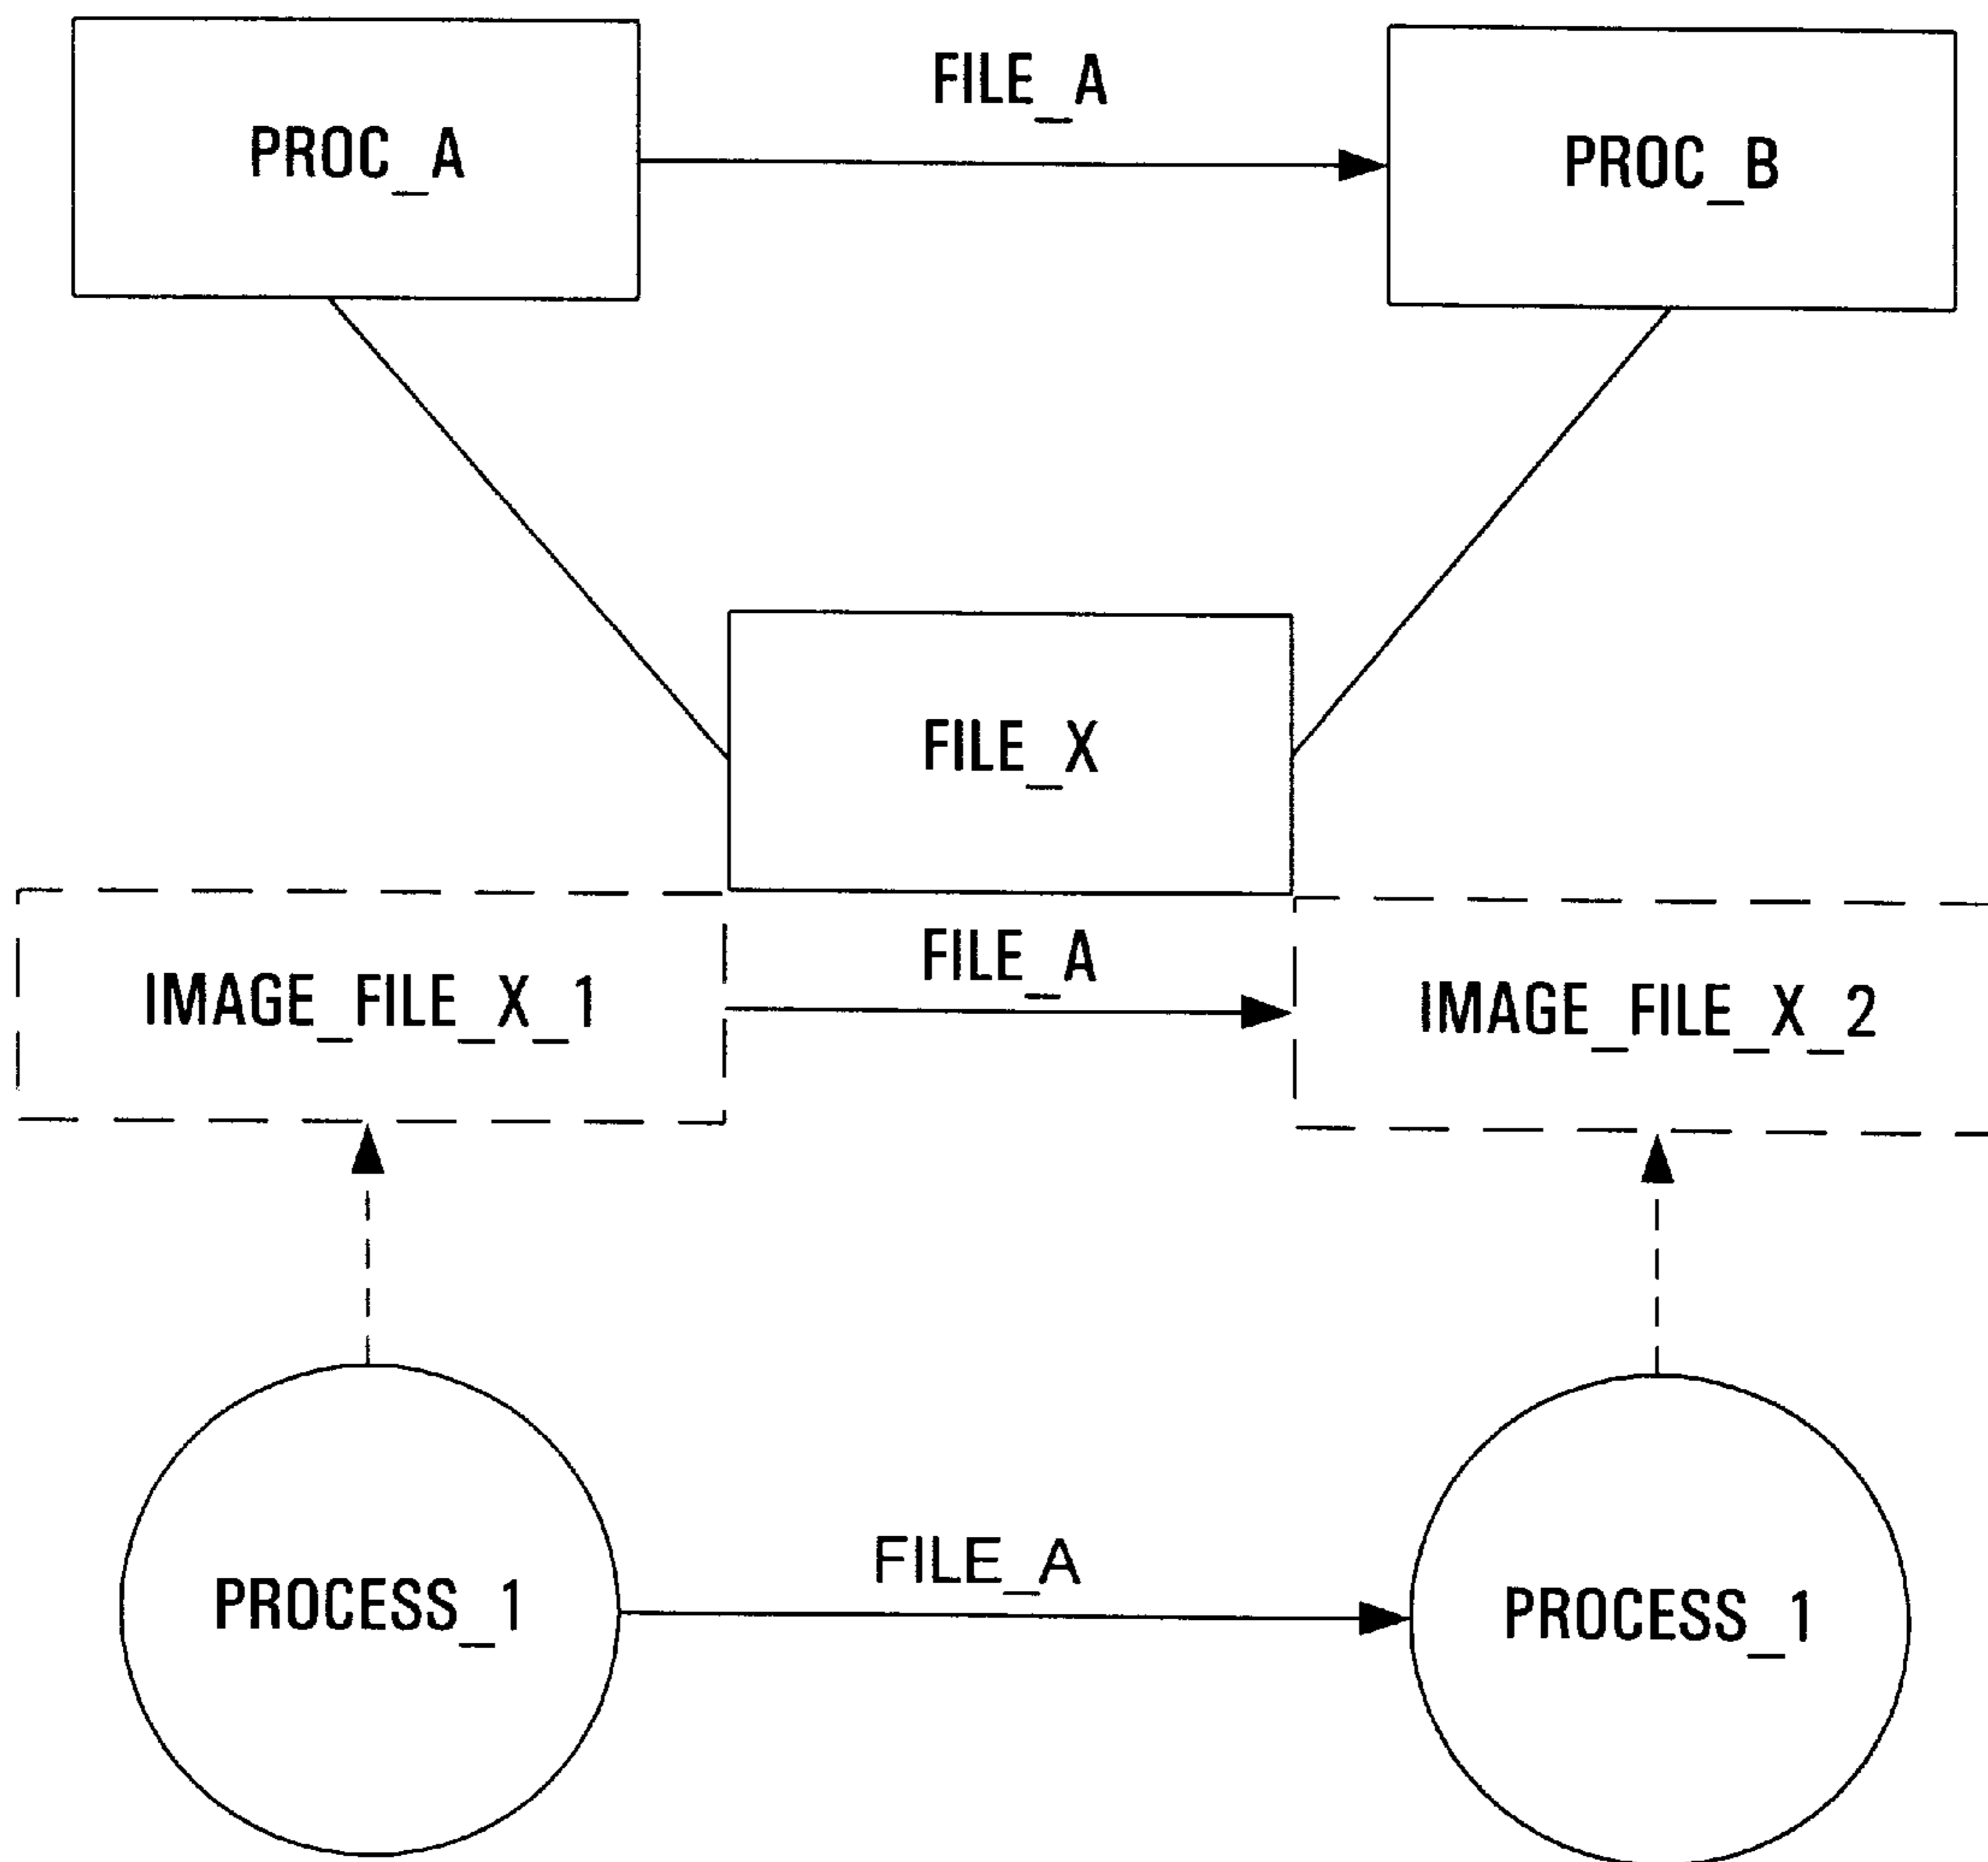 FILE_A
PROC_A
PROC_B
FILE_X
FILE_A
IMAGE_FILE_X_1
IMAGE_FILE_X_2
FILE_A
PROCESS_1
PROCESS_1